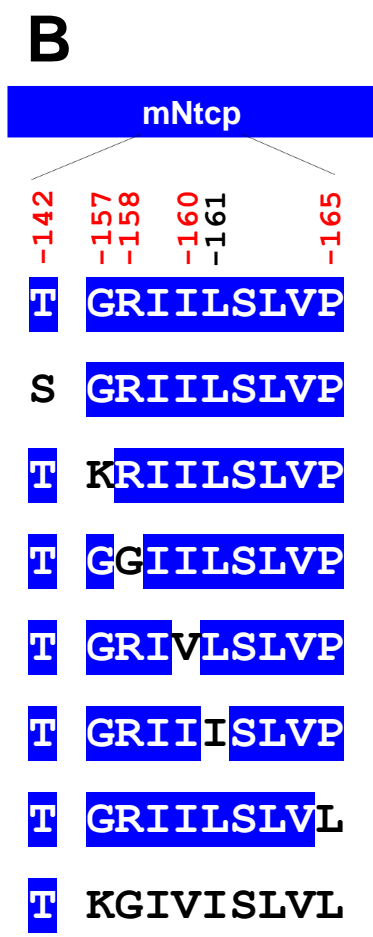 B
mNtcp
-142 -157 -158 -160 -161 -165
T GRIILSLVP
S GRIILSLVP
T KRIILSLVP
T GGIILSLVP
T GRIVLSLVP
T GRIIISLVP
T GRIILSLVL
T KGIVISLVL